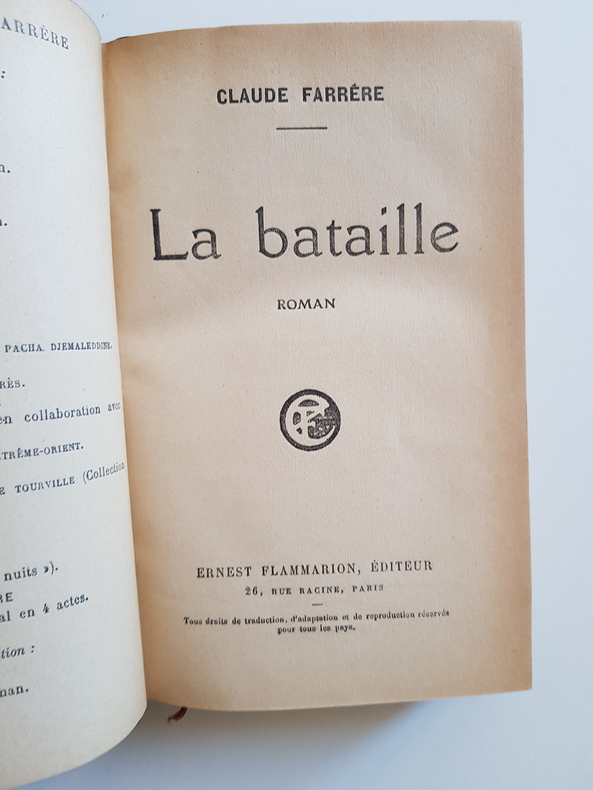 ARRÈRE
:
n.
PACHA DJEMALEDDINE.
RÈS.
en collaboration avec
TRÊME-ORIENT.
E TOURVILLE (Collection
nuits »).
RE
al en 4 actes.
tion :
man.
CLAUDE FARRÈRE
La bataille
ROMAN
ERNEST FLAMMARION, ÉDITEUR
26, RUE RACINE, PARIS
Tous droits de traduction, d'adaptation et de reproduction réservés
pour tous les pays.